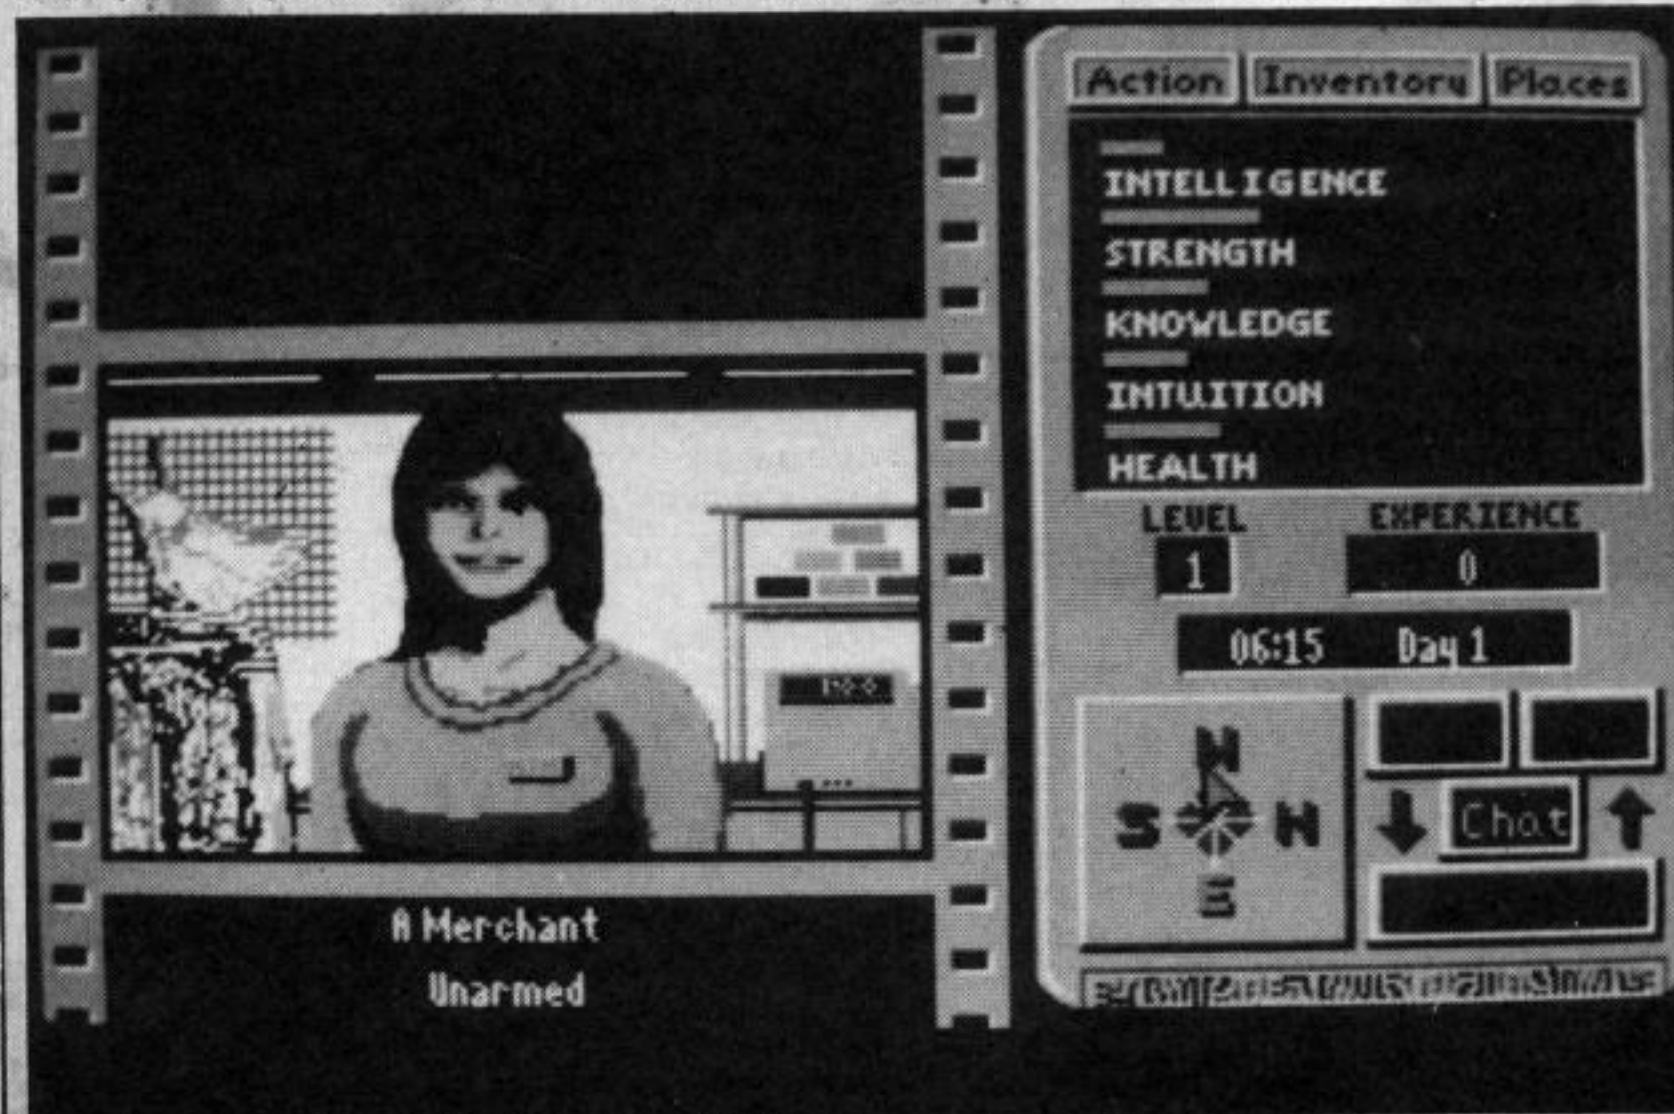 Action Inventory Places
INTELLIGENCE
STRENGTH
KNOWLEDGE
INTUITION
HEALTH
LEVEL EXPERIENCE
1 0
06:15 Day 1
W
S N
E
Chat
A Merchant
Unarmed